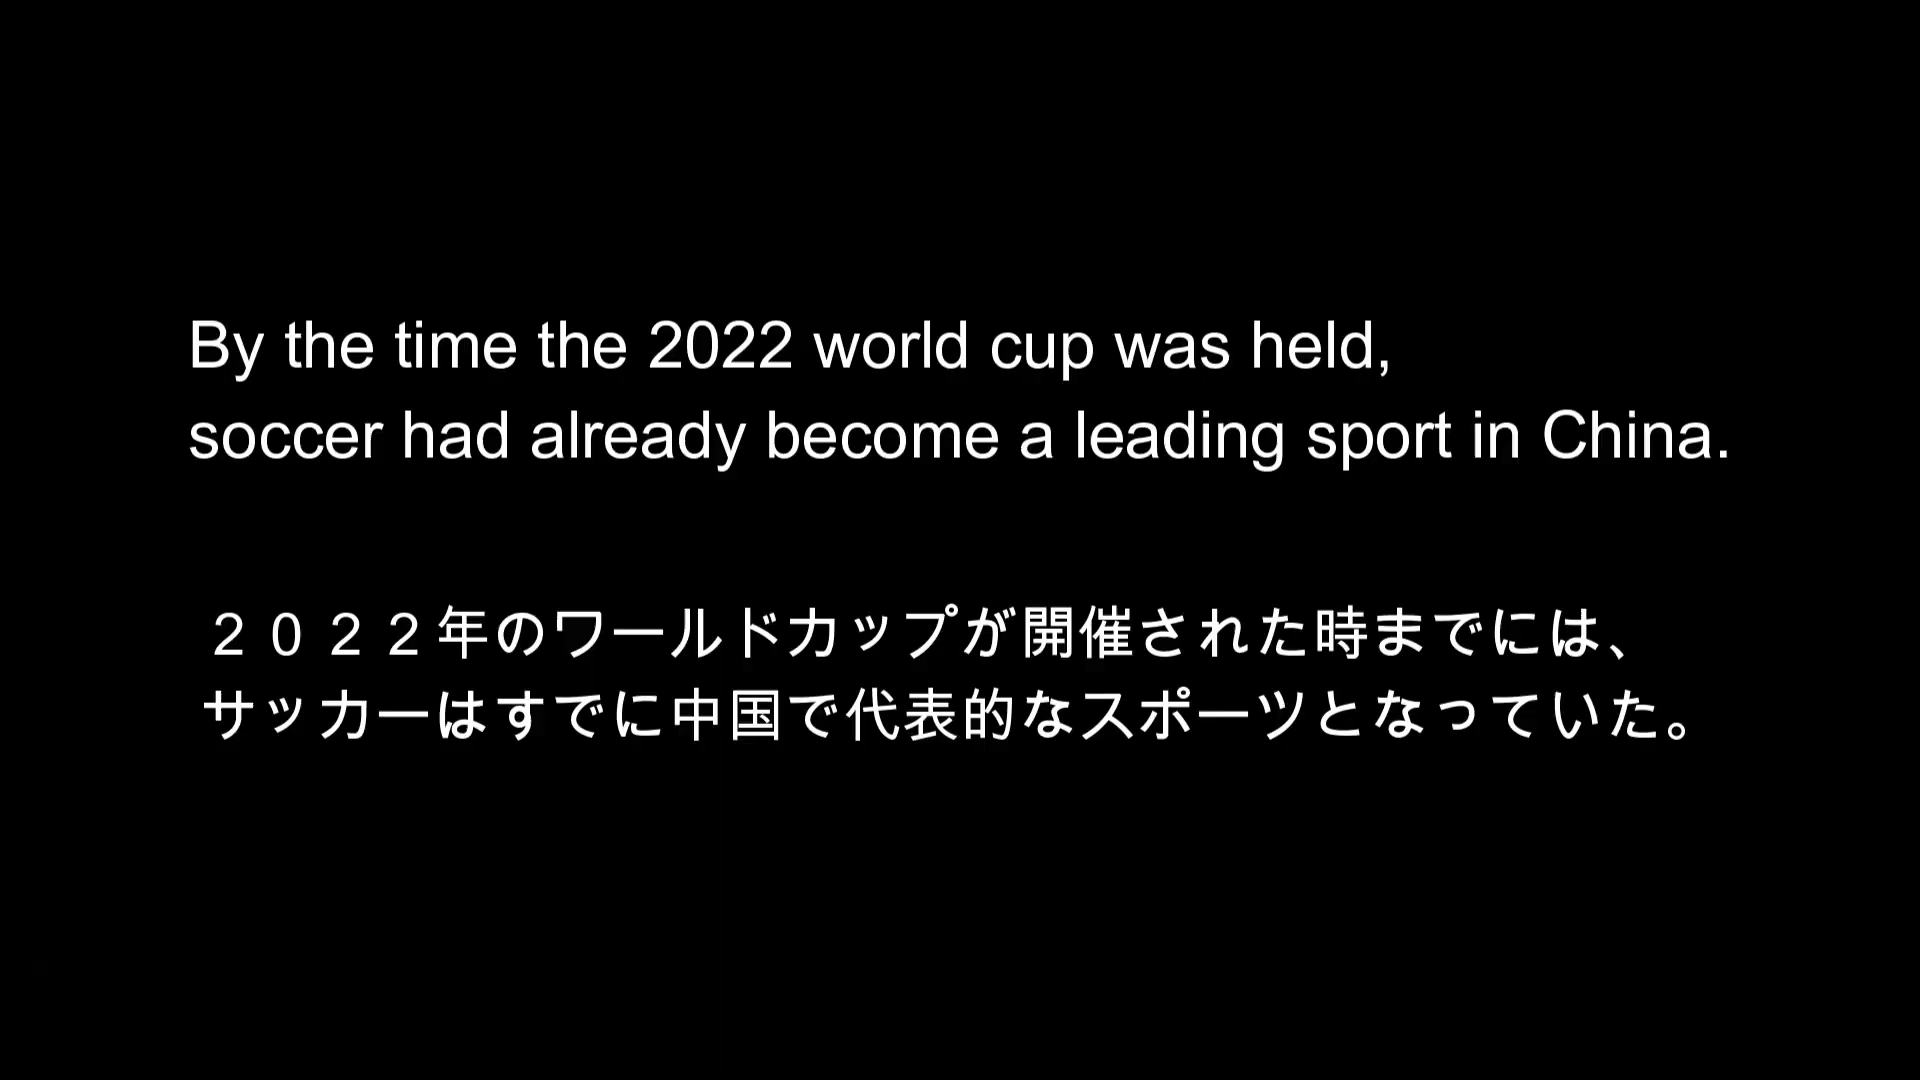 By the time the 2022 world cup was held,
soccer had already become a leading sport in China.
２０２２年のワールドカップが開催された時までには、
サッカーはすでに中国で代表的なスポーツとなっていた。